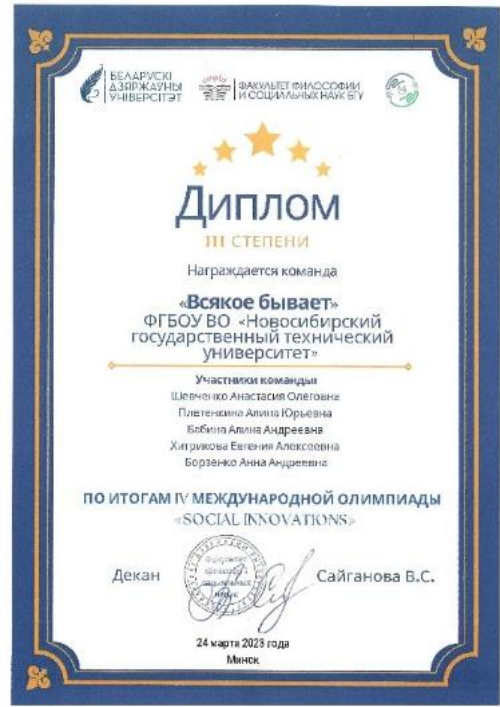 БЕЛАРУСКІ
ДЗЯРЖАЎНЫ
УНІВЕРСІТЭТ
ФАКУЛЬТЕТ ФИЛОСОФИИ
И СОЦИАЛЬНЫХ НАУК БГУ
Диплом
III СТЕПЕНИ
Награждается команда
«Всякое бывает»
ФГБОУ ВО «Новосибирский
государственный технический
университет»
Участники команды:
Шевченко Анастасия Олеговна
Плетенкина Алина Юрьевна
Бабина Алина Андреевна
Хитрикова Евгения Алексеевна
Борзенко Анна Андреевна
ПО ИТОГАМ IV МЕЖДУНАРОДНОЙ ОЛИМПИАДЫ
«SOCIAL INNOVATIONS»
Декан
Сайганова В.С.
24 марта 2023 года
Минск